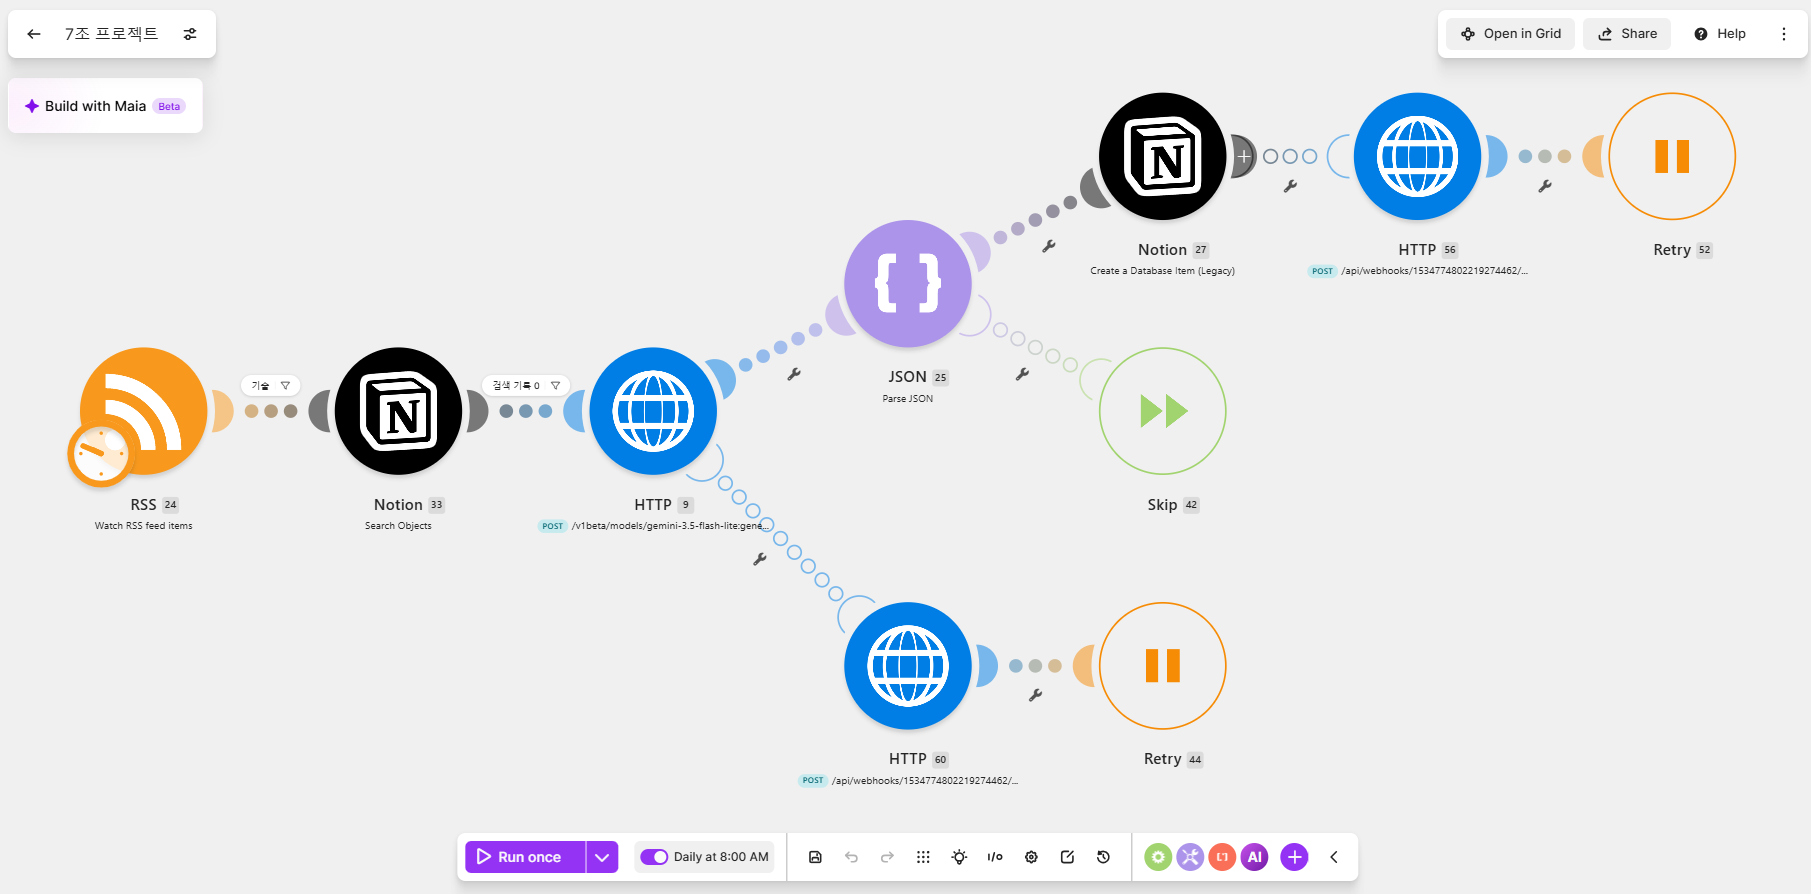 7조 프로젝트
Open in Grid
Share
Help
Build with Maia Beta
Notion 27
Create a Database Item (Legacy)
HTTP 56
POST /api/webhooks/1534774802219274462/...
Retry 52
JSON 25
Parse JSON
기술
검색 기록 0
RSS 24
Watch RSS feed items
Notion 33
Search Objects
HTTP 9
POST /v1beta/models/gemini-3.5-flash-lite:gene...
Skip 42
HTTP 60
POST /api/webhooks/1534774802219274462/...
Retry 44
Run once
Daily at 8:00 AM
AI